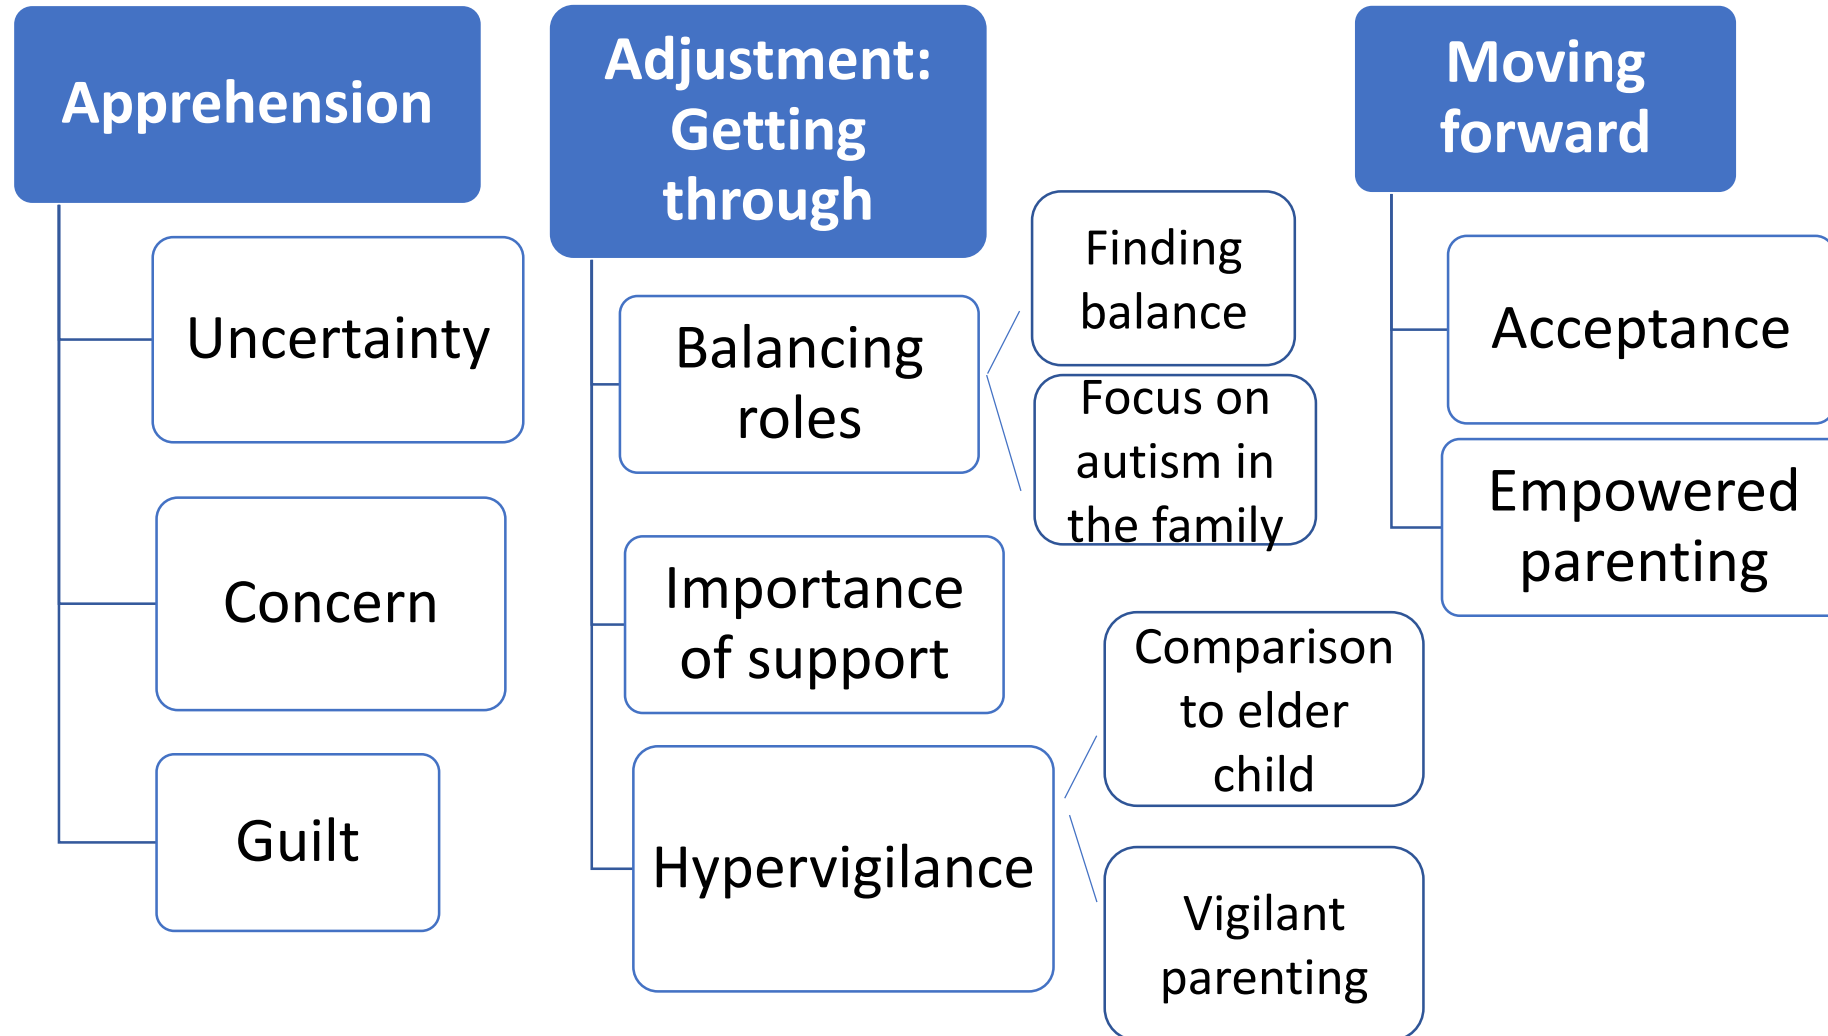 Apprehension
Uncertainty
Concern
Guilt
Adjustment:
Getting
through
Balancing
roles
Finding
balance
Focus on
autism in
the family
Importance
of support
Hypervigilance
Comparison
to elder
child
Vigilant
parenting
Moving
forward
Acceptance
Empowered
parenting